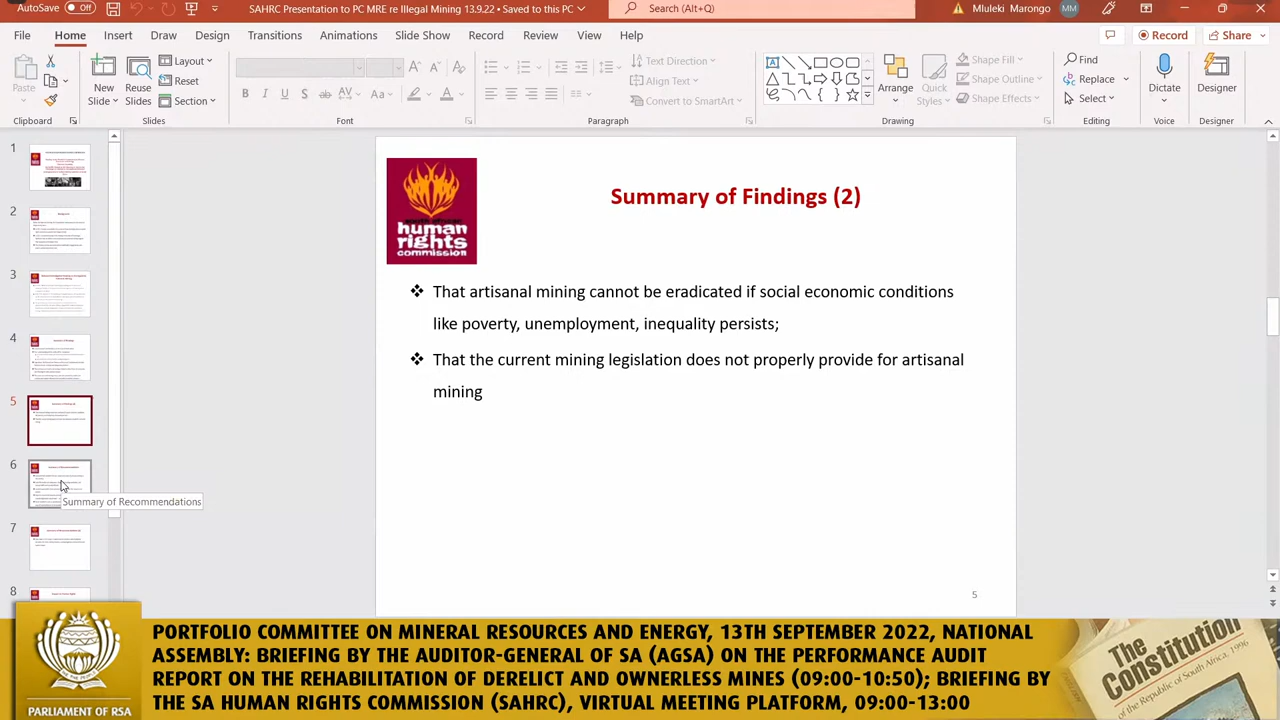 AutoSave Off
SAHRC Presentation to PC MRE re Illegal Mining 13.9.22 • Saved to this PC
Search (Alt+Q)
Mluleki Marongo MM
File Home Insert Draw Design Transitions Animations Slide Show Record Review View Help
Record Share
Paste
New Slide
Reuse Slides
Layout
Reset
Section
Text Direction
Align Text
Convert to SmartArt
Arrange
Quick Styles
Shape Fill
Shape Outline
Shape Effects
Find
Replace
Select
Dictate
Designer
Clipboard Slides Font Paragraph Drawing Editing Voice Designer
1
2
3
4
5
6
7
8
Summary of Recommendations
south african
human
rights
commission
Summary of Findings (2)
❖ That artisanal mining cannot be eradicated if social economic conditions
like poverty, unemployment, inequality persists;
❖ That the current mining legislation does not properly provide for artisanal
mining
5
PARLIAMENT OF RSA
PORTFOLIO COMMITTEE ON MINERAL RESOURCES AND ENERGY, 13TH SEPTEMBER 2022, NATIONAL
ASSEMBLY: BRIEFING BY THE AUDITOR-GENERAL OF SA (AGSA) ON THE PERFORMANCE AUDIT
REPORT ON THE REHABILITATION OF DERELICT AND OWNERLESS MINES (09:00-10:50); BRIEFING BY
THE SA HUMAN RIGHTS COMMISSION (SAHRC), VIRTUAL MEETING PLATFORM, 09:00-13:00
The
Constitution
of the Republic of South Africa, 1996